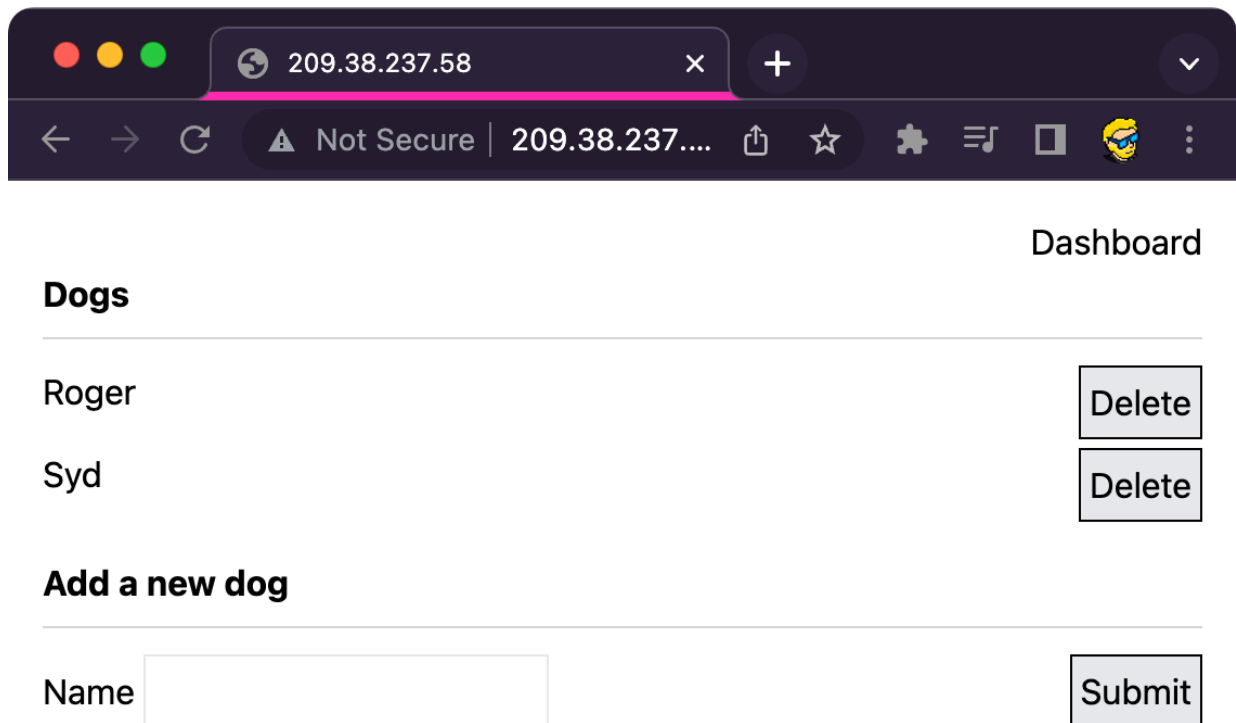 209.38.237.58
Not Secure 209.38.237....
Dashboard
Dogs
Roger Delete
Syd Delete
Add a new dog
Name Submit